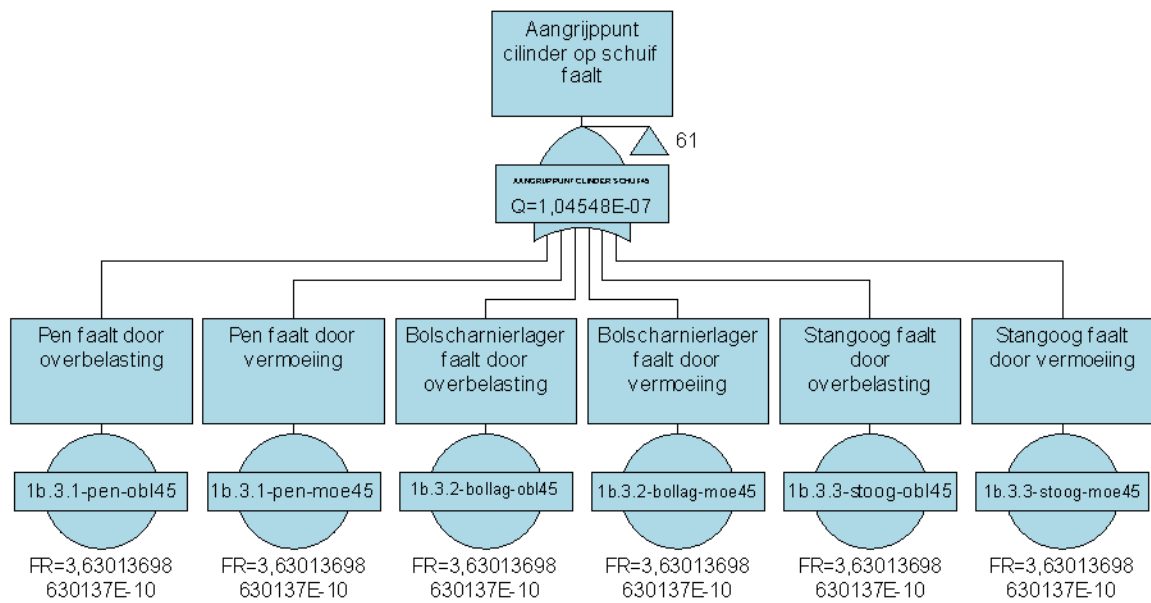 Aangrijppunt
cilinder op schuif
faalt
61
AANGRIJPPUNT CILINDER SCHUIF45
Q=1,04548E-07
Pen faalt door
overbelasting
Pen faalt door
vermoeiing
Bolscharnierlager
faalt door
overbelasting
Bolscharnierlager
faalt door
vermoeiing
Stangoog faalt
door
overbelasting
Stangoog faalt
door vermoeiing
1b.3.1-pen-obl45
1b.3.1-pen-moe45
1b.3.2-bollag-obl45
1b.3.2-bollag-moe45
1b.3.3-stoog-obl45
1b.3.3-stoog-moe45
FR=3,63013698
630137E-10
FR=3,63013698
630137E-10
FR=3,63013698
630137E-10
FR=3,63013698
630137E-10
FR=3,63013698
630137E-10
FR=3,63013698
630137E-10